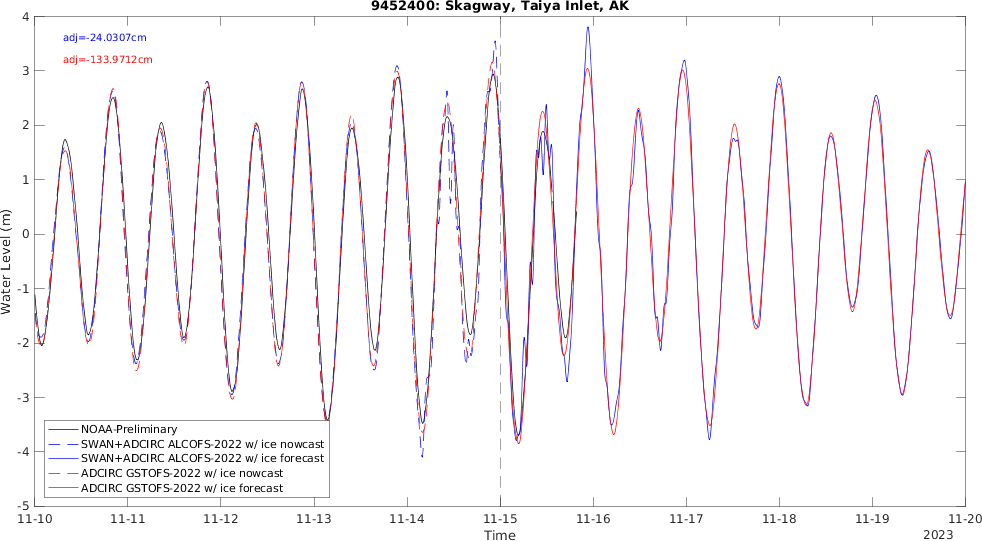 9452400: Skagway, Taiya Inlet, AK
adj=-24.0307cm
adj=-133.9712cm
Water Level (m)
4
3
2
1
0
-1
-2
-3
-4
-5
NOAA-Preliminary
SWAN+ADCIRC ALCOFS-2022 w/ ice nowcast
SWAN+ADCIRC ALCOFS-2022 w/ ice forecast
ADCIRC GSTOFS-2022 w/ ice nowcast
ADCIRC GSTOFS-2022 w/ ice forecast
11-10 11-11 11-12 11-13 11-14 11-15 11-16 11-17 11-18 11-19 11-20
Time
2023